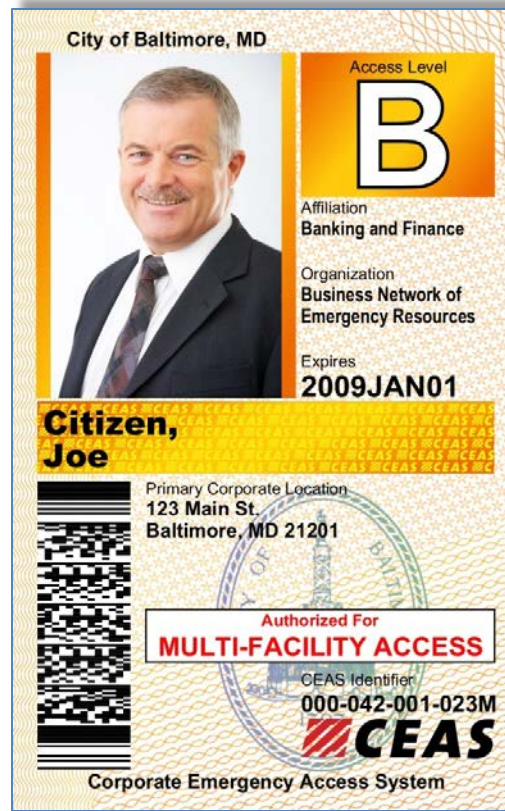 City of Baltimore, MD
Access Level
B
Affiliation
Banking and Finance
Organization
Business Network of
Emergency Resources
Expires
2009JAN01
Citizen,
Joe
Primary Corporate Location
123 Main St.
Baltimore, MD 21201
Authorized For
MULTI-FACILITY ACCESS
CEAS Identifier
000-042-001-023M
CEAS
Corporate Emergency Access System